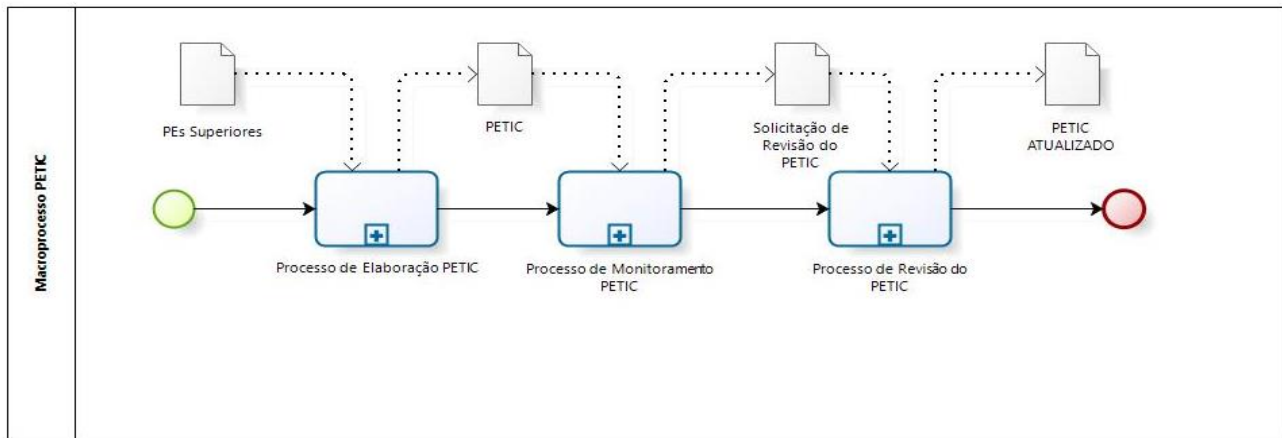 Macroprocesso PETIC
PEs Superiores
PETIC
Solicitação de
Revisão do
PETIC
PETIC
ATUALIZADO
Processo de Elaboração PETIC
Processo de Monitoramento
PETIC
Processo de Revisão do
PETIC